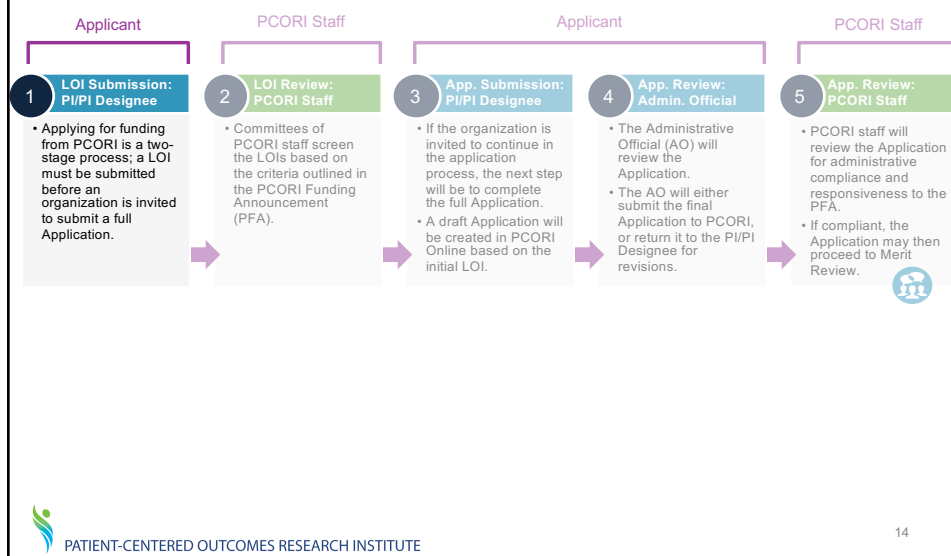 Applicant
PCORI Staff
Applicant
PCORI Staff
1
LOI Submission:
PI/PI Designee
• Applying for funding
from PCORI is a two-
stage process; a LOI
must be submitted
before an
organization is invited
to submit a full
Application.
2
LOI Review:
PCORI Staff
• Committees of
PCORI staff screen
the LOIs based on
the criteria outlined in
the PCORI Funding
Announcement
(PFA).
3
App. Submission:
PI/PI Designee
• If the organization is
invited to continue in
the application
process, the next step
will be to complete
the full Application.
• A draft Application will
be created in PCORI
Online based on the
initial LOI.
4
App. Review:
Admin. Official
• The Administrative
Official (AO) will
review the
Application.
• The AO will either
submit the final
Application to PCORI,
or return it to the PI/PI
Designee for
revisions.
5
App. Review:
PCORI Staff
• PCORI staff will
review the Application
for administrative
compliance and
responsiveness to the
PFA.
• If compliant, the
Application may then
proceed to Merit
Review.
PATIENT-CENTERED OUTCOMES RESEARCH INSTITUTE
14